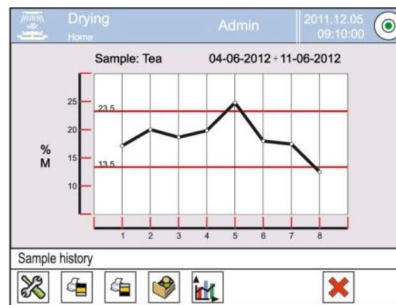 Drying
Home
Admin
2011.12.05
09:10:00
Sample: Tea 04-06-2012 ÷ 11-06-2012
25
23.5
20
%
M
15
13.5
10
1 2 3 4 5 6 7 8
Sample history